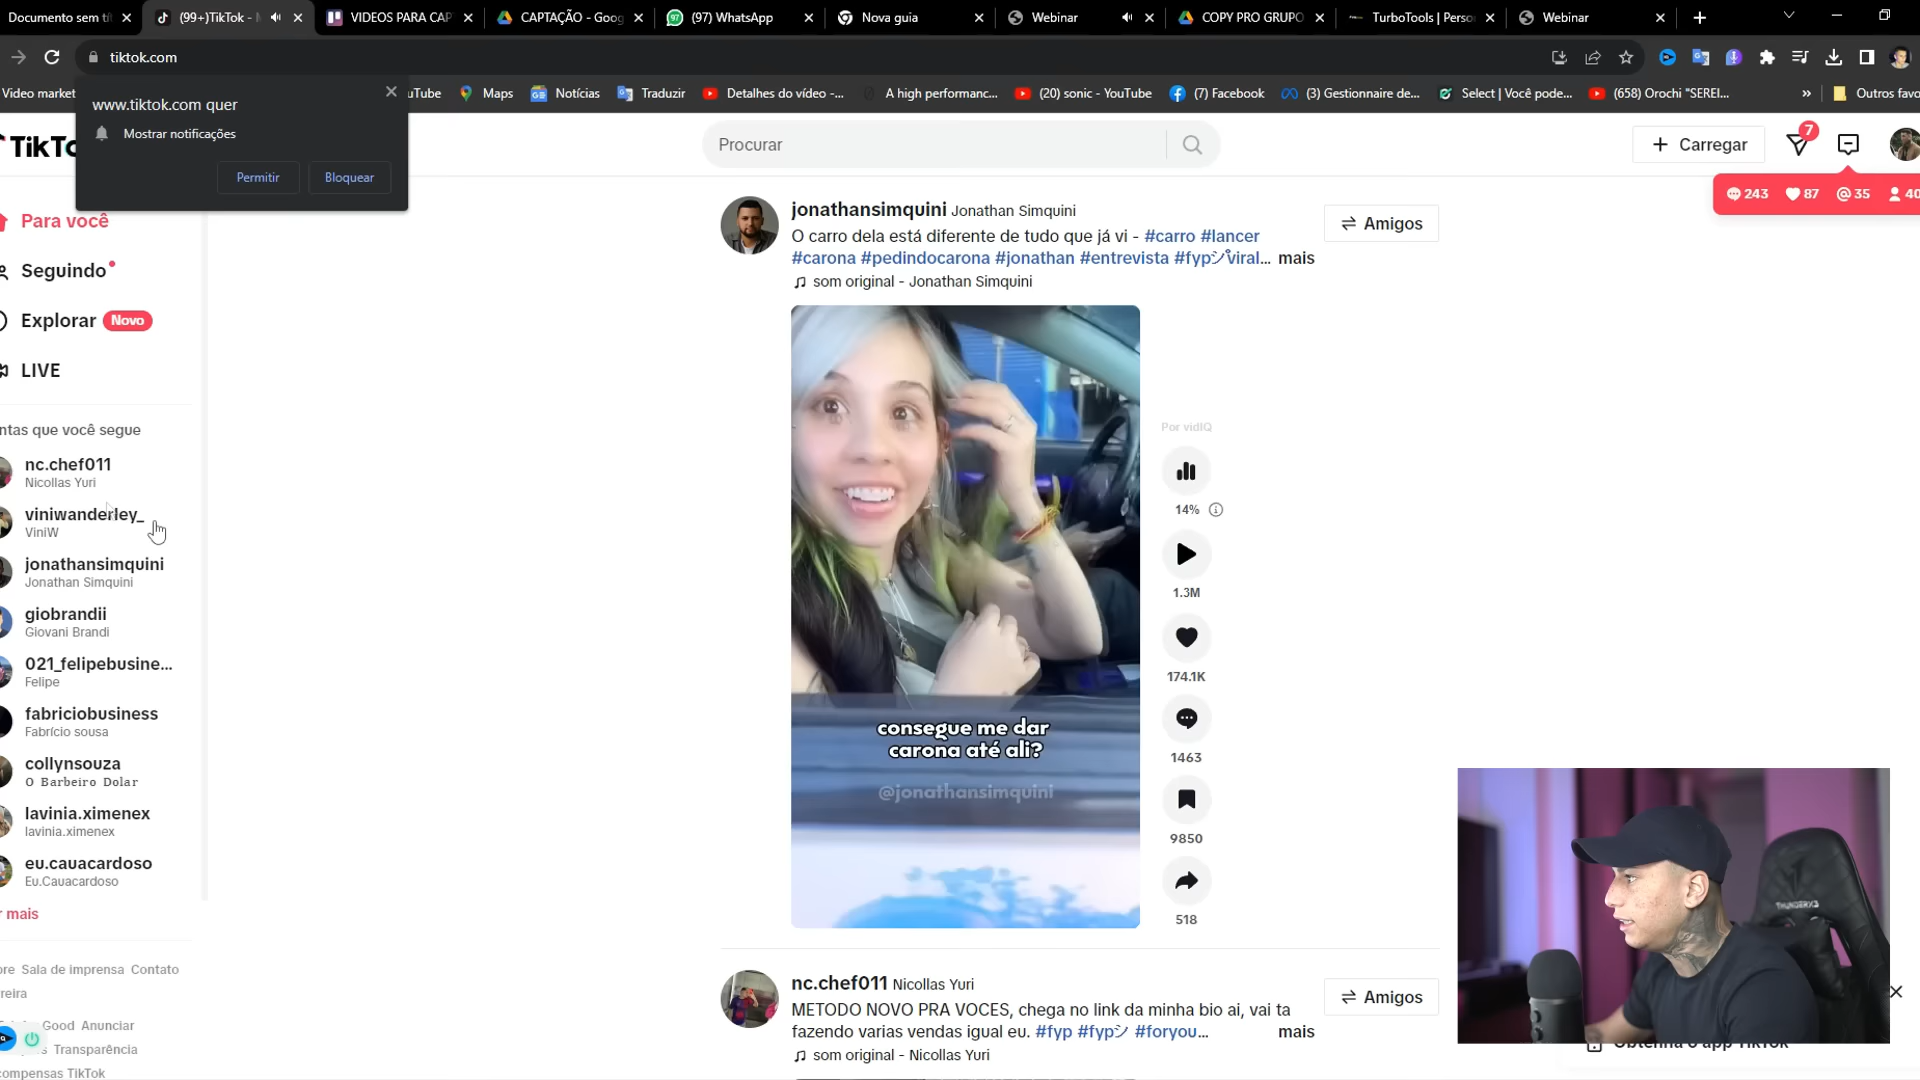 Documento sem tí
(99+)TikTok - M
VIDEOS PARA CAP
CAPTAÇÃO - Goog
(97) WhatsApp
Nova guia
Webinar
COPY PRO GRUPO
TurboTools | Perso
Webinar
tiktok.com
Video market
uTube
Maps
Notícias
Traduzir
Detalhes do vídeo -...
A high performanc...
(20) sonic - YouTube
(7) Facebook
(3) Gestionnaire de...
Select | Você pode...
(658) Orochi "SEREI...
»
Outros favo
www.tiktok.com quer
Mostrar notificações
Permitir
Bloquear
TikTo
Procurar
Carregar
7
243
87
35
40
Para você
Seguindo
Explorar Novo
LIVE
ntas que você segue
nc.chef011
Nicollas Yuri
viniwanderley_
ViniW
jonathansimquini
Jonathan Simquini
giobrandii
Giovani Brandi
021_felipebusine...
Felipe
fabriciobusiness
Fabrício sousa
collynsouza
O Barbeiro Dolar
lavinia.ximenex
lavinia.ximenex
eu.cauacardoso
Eu.Cauacardoso
r mais
bre Sala de imprensa Contato
reira
Good Anunciar
Transparência
compensas TikTok
jonathansimquini Jonathan Simquini
Amigos
O carro dela está diferente de tudo que já vi - #carro #lancer
#carona #pedindocarona #jonathan #entrevista #fypシ゚viral... mais
som original - Jonathan Simquini
consegue me dar
carona até ali?
@jonathansimquini
Por vidIQ
14%
1.3M
174.1K
1463
9850
518
nc.chef011 Nicollas Yuri
Amigos
METODO NOVO PRA VOCES, chega no link da minha bio ai, vai ta
fazendo varias vendas igual eu. #fyp #fypシ #foryou... mais
som original - Nicollas Yuri
THUNDERX3
Obtenha o app TikTok